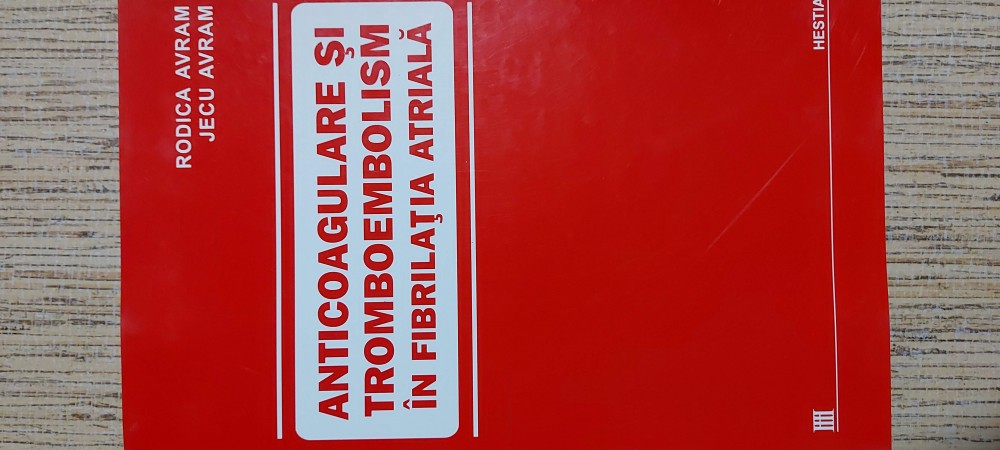 RODICA AVRAM
JECU AVRAM
ANTICOAGULARE ŞI
TROMBOEMBOLISM
ÎN FIBRILAŢIA ATRIALĂ
HESTIA